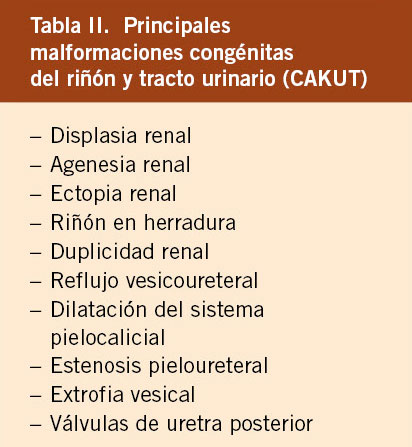 Tabla II. Principales
malformaciones congénitas
del riñón y tracto urinario (CAKUT)
– Displasia renal
– Agenesia renal
– Ectopia renal
– Riñón en herradura
– Duplicidad renal
– Reflujo vesicoureteral
– Dilatación del sistema
pielocalicial
– Estenosis pieloureteral
– Extrofia vesical
– Válvulas de uretra posterior